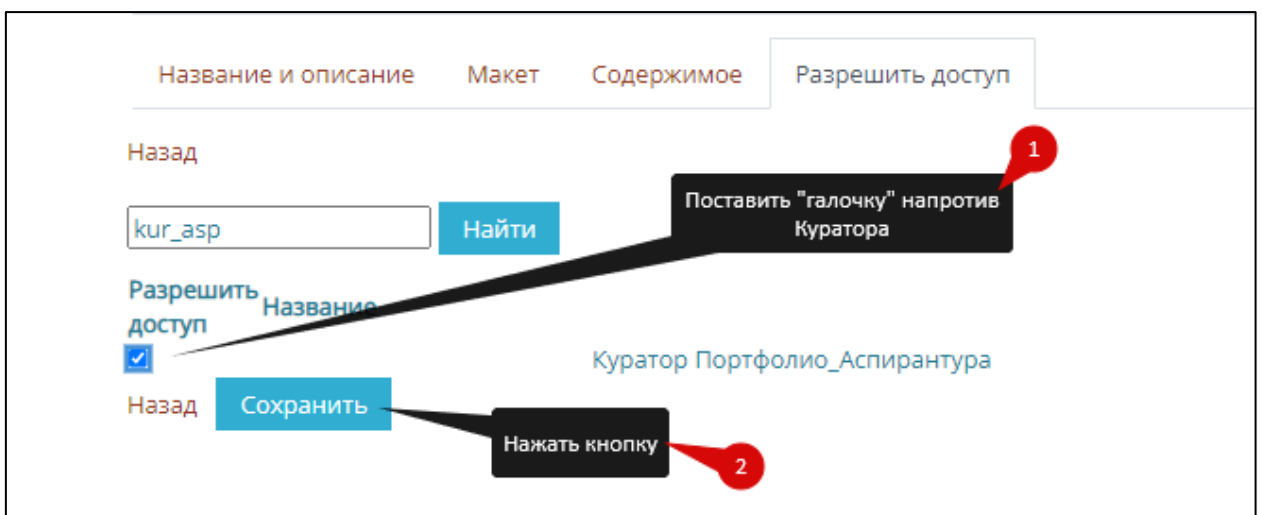 Название и описание Макет Содержимое Разрешить доступ
Назад
1
Поставить "галочку" напротив
Куратора
kur_asp Найти
Разрешить
доступ
Название
Куратор Портфолио_Аспирантура
Назад Сохранить
Нажать кнопку
2